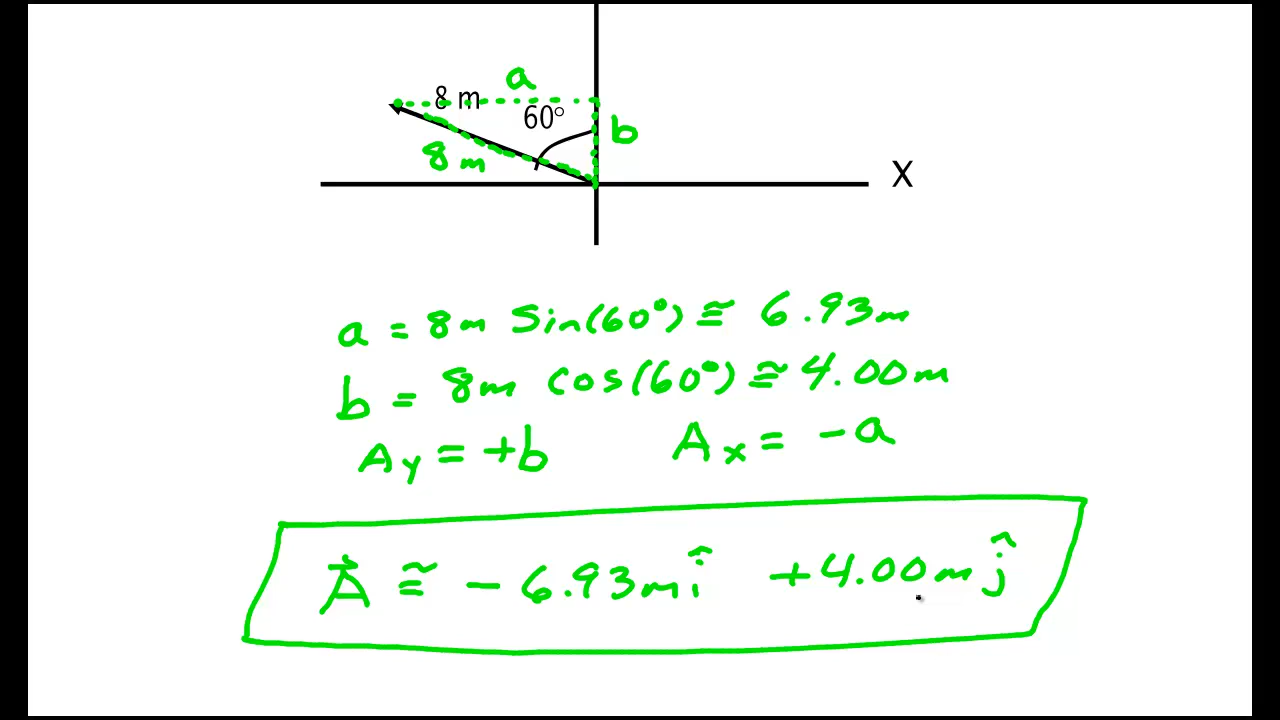 a
8 m
60°
b
8 m
X
a = 8m Sin(60°) ≅ 6.93m
b = 8m cos(60°) ≅ 4.00m
Ay = +b Ax = -a
A⃗ ≅ -6.93m î +4.00m ĵ